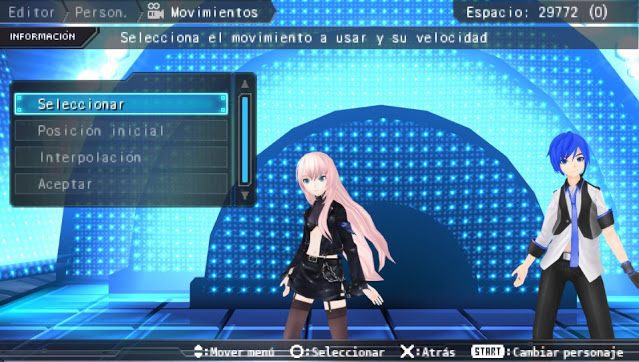 Editor Person. Movimientos Espacio: 29772 (0)
INFORMACIÓN Selecciona el movimiento a usar y su velocidad
Seleccionar
Posición inicial
Interpolación
Aceptar
:Mover menú :Seleccionar :Atrás START:Cambiar personaje